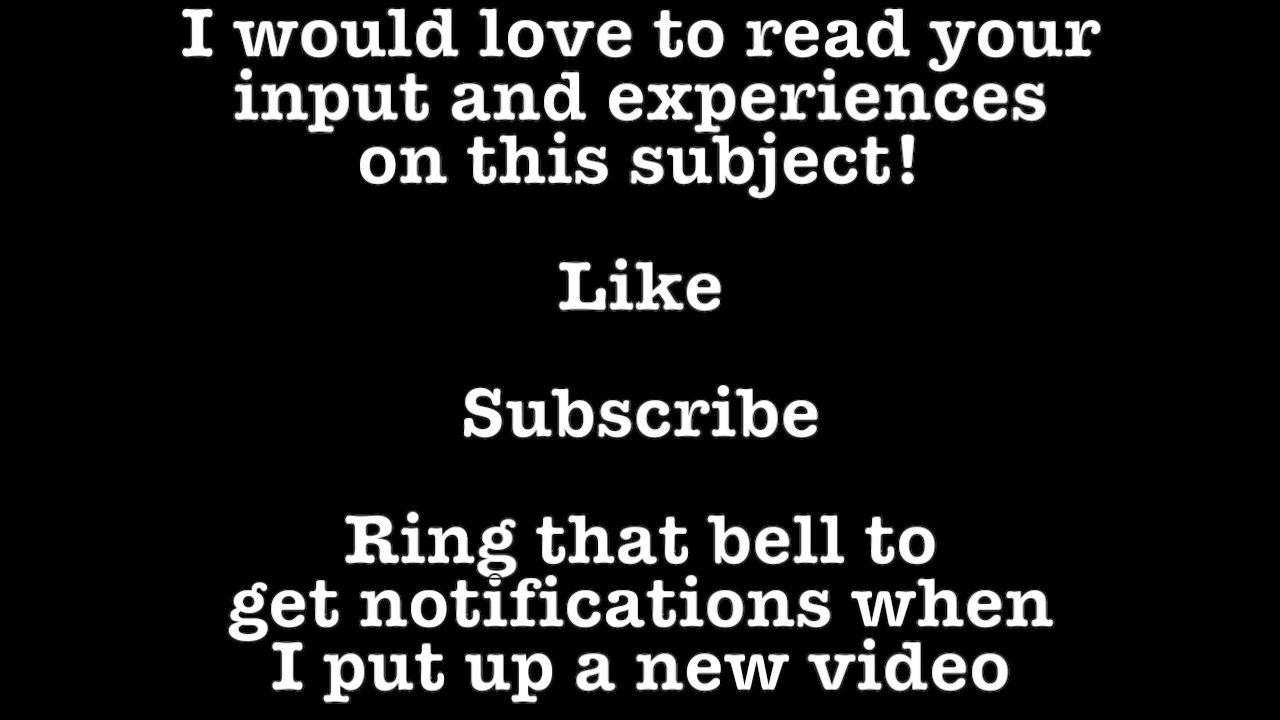 I would love to read your
input and experiences
on this subject!
Like
Subscribe
Ring that bell to
get notifications when
I put up a new video